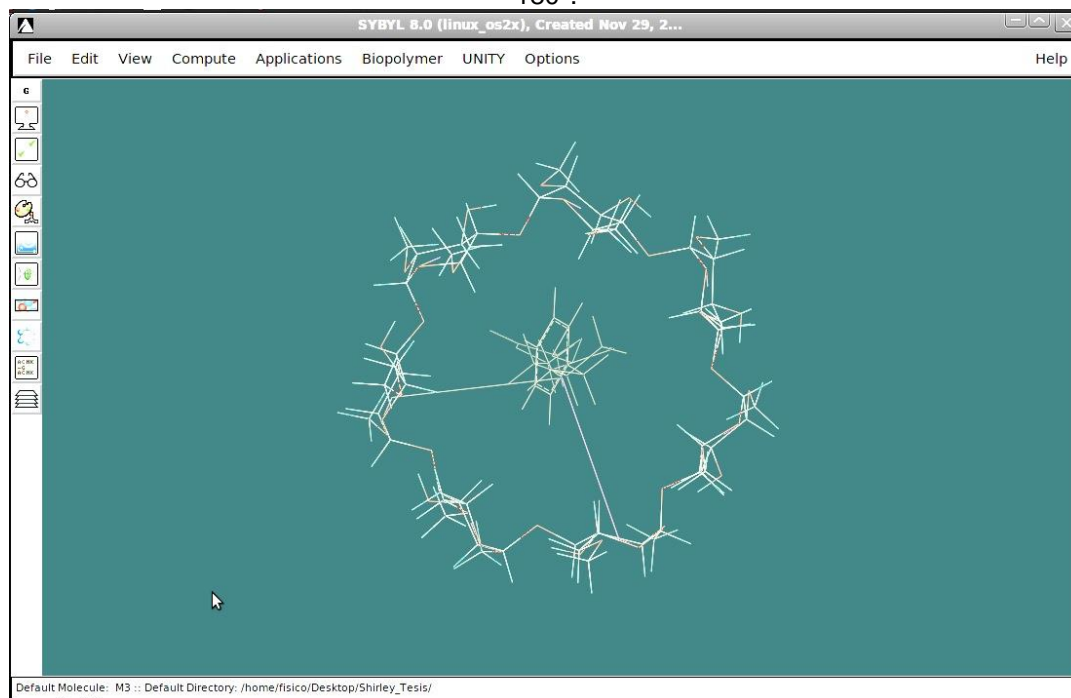 180°.
SYBYL 8.0 (linux_os2x), Created Nov 29, 2...
File Edit View Compute Applications Biopolymer UNITY Options Help
G
Default Molecule: M3 :: Default Directory: /home/fisico/Desktop/Shirley_Tesis/